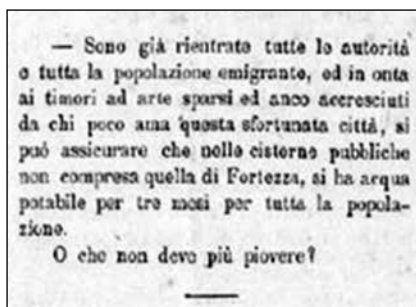 — Sono già rientrate tutte le autorità
e tutta la popolazione emigrante, ed in onta
ai timori ad arte sparsi ed anco accresciuti
da chi poco ama questa sfortunata città, si
può assicurare che nelle cisterne pubbliche
non compresa quella di Fortezza, si ha acqua
potabile per tre mesi per tutta la popola-
zione.
O che non deve più piovere?